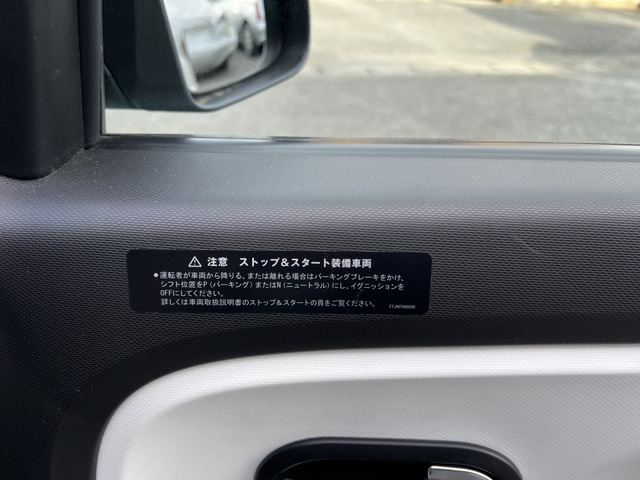 ⚠ 注意 ストップ&スタート装備車両
●運転者が車両から降りる、または離れる場合はパーキングブレーキをかけ、
シフト位置をP(パーキング)またはN(ニュートラル)にし、イグニッションを
OFFにしてください。
詳しくは車両取扱説明書のストップ&スタートの頁をご覧ください。